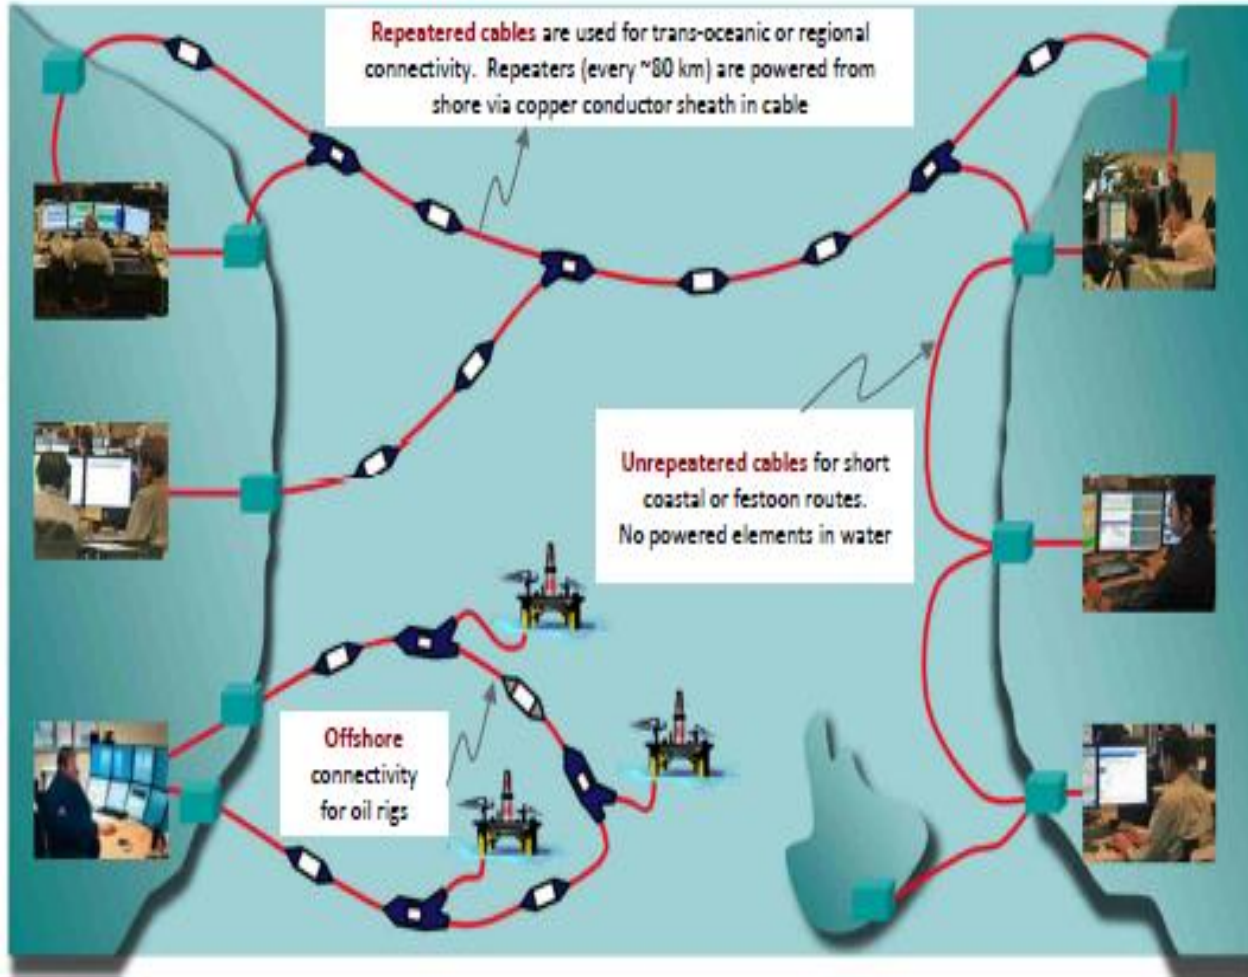 Repeatered cables are used for trans-oceanic or regional
connectivity. Repeaters (every ~80 km) are powered from
shore via copper conductor sheath in cable
Unrepeatered cables for short
coastal or festoon routes.
No powered elements in water
Offshore
connectivity
for oil rigs